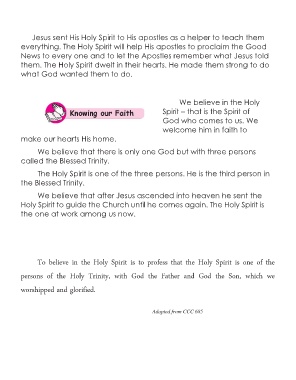 Jesus sent His Holy Spirit to His apostles as a helper to teach them
everything. The Holy Spirit will help His apostles to proclaim the Good
News to every one and to let the Apostles remember what Jesus told
them. The Holy Spirit dwelt in their hearts. He made them strong to do
what God wanted them to do.
Knowing our Faith
We believe in the Holy
Spirit – that is the Spirit of
God who comes to us. We
welcome him in faith to
make our hearts His home.
We believe that there is only one God but with three persons
called the Blessed Trinity.
The Holy Spirit is one of the three persons. He is the third person in
the Blessed Trinity.
We believe that after Jesus ascended into heaven he sent the
Holy Spirit to guide the Church until he comes again. The Holy Spirit is
the one at work among us now.
To believe in the Holy Spirit is to profess that the Holy Spirit is one of the
persons of the Holy Trinity, with God the Father and God the Son, which we
worshipped and glorified.
Adapted from CCC 685